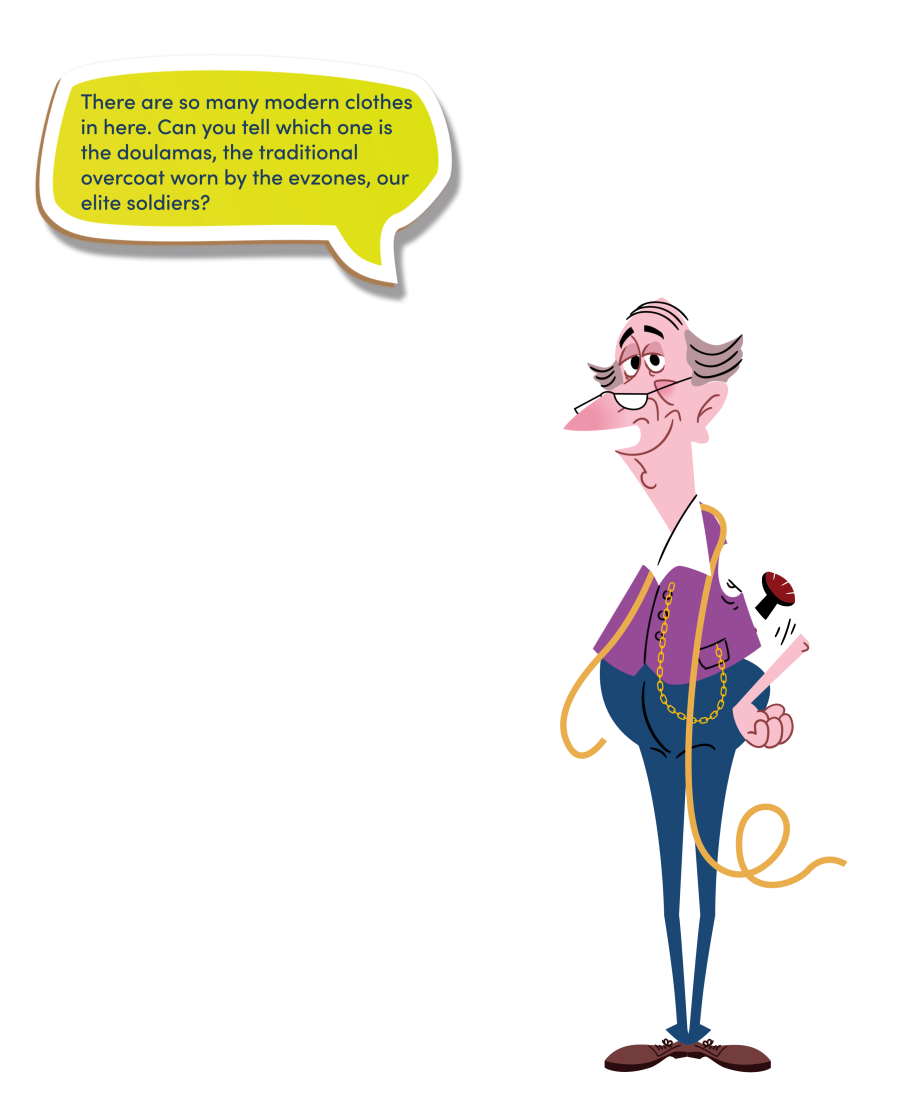 There are so many modern clothes
in here. Can you tell which one is
the doulamas, the traditional
overcoat worn by the evzones, our
elite soldiers?